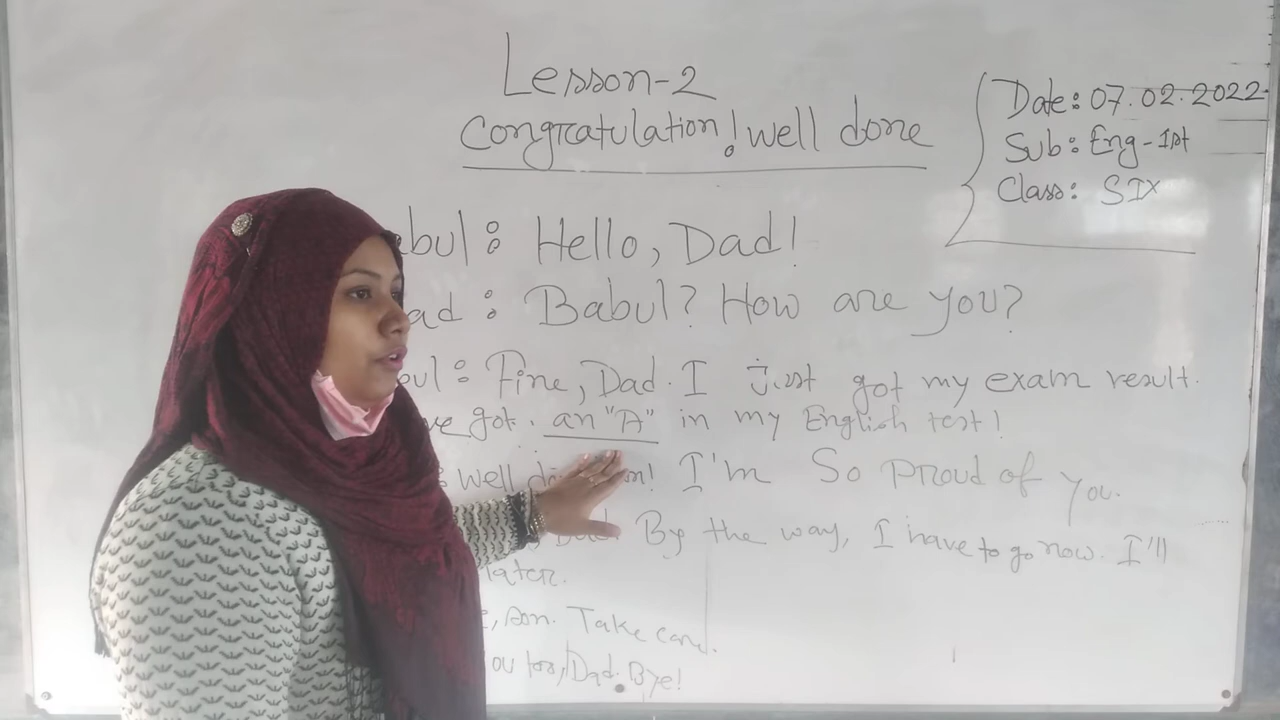 Lesson-2
Congratulation! well done
Date: 07.02.2022
Sub: Eng-1st
Class: SIX
bul: Hello, Dad!
ad: Babul? How are you?
bul: Fine, Dad. I just got my exam result.
ve got. an "A" in my English test!
: well I'm So proud of you.
By the way, I have to go now. I'll
later.
, son. Take care.
ou too, Dad. Bye!